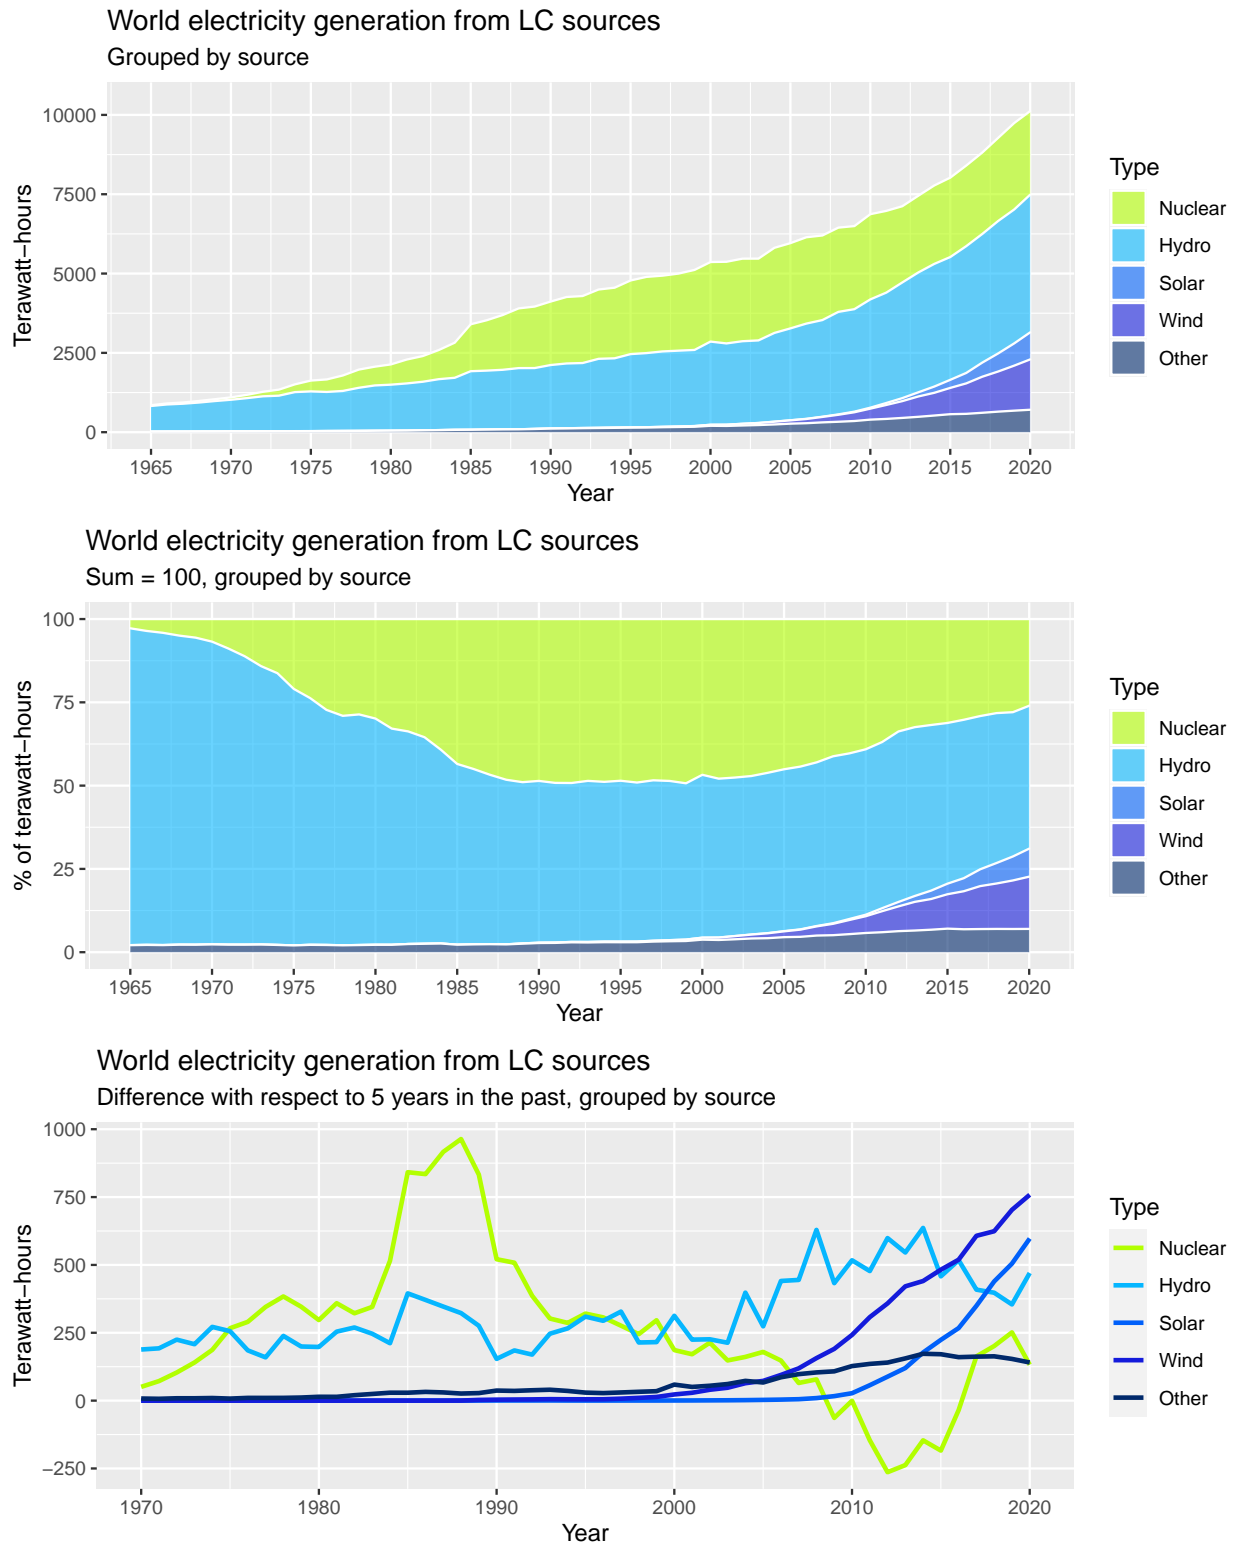 World electricity generation from LC sources
Grouped by source
Terawatt−hours
10000
7500
5000
2500
0
1965 1970 1975 1980 1985 1990 1995 2000 2005 2010 2015 2020
Year
Type
Nuclear
Hydro
Solar
Wind
Other
World electricity generation from LC sources
Sum = 100, grouped by source
% of terawatt−hours
100
75
50
25
0
1965 1970 1975 1980 1985 1990 1995 2000 2005 2010 2015 2020
Year
Type
Nuclear
Hydro
Solar
Wind
Other
World electricity generation from LC sources
Difference with respect to 5 years in the past, grouped by source
Terawatt−hours
1000
750
500
250
0
−250
1970 1980 1990 2000 2010 2020
Year
Type
Nuclear
Hydro
Solar
Wind
Other